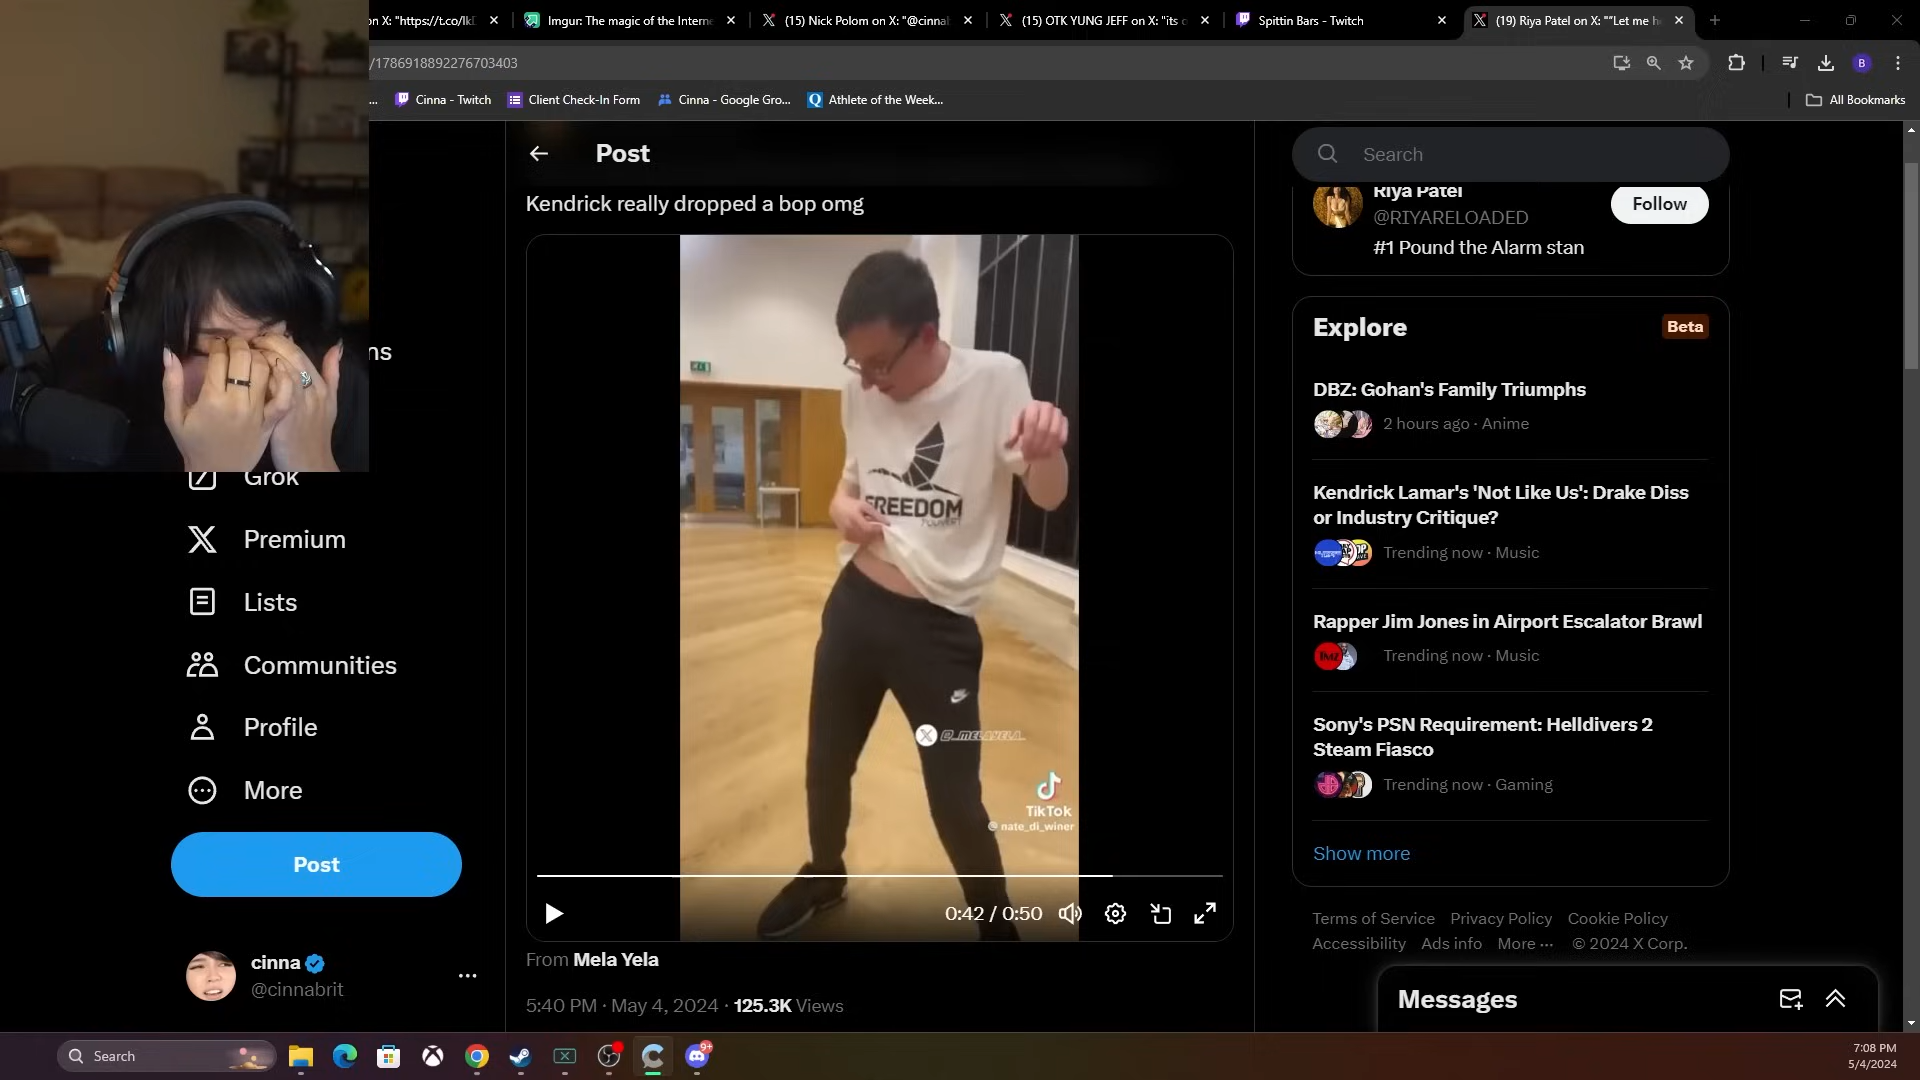 on X: "https://t.co/lkl
Imgur: The magic of the Interne
(15) Nick Polom on X: "@cinnal
(15) OTK YUNG JEFF on X: "its
Spittin Bars - Twitch
(19) Riya Patel on X: ""Let me h
/1786918892276703403
B
...
Cinna - Twitch
Client Check-In Form
Cinna - Google Gro...
Athlete of the Week...
All Bookmarks
Post
Kendrick really dropped a bop omg
FREEDOM
TikTok
@ nate_di_winer
0:42 / 0:50
From Mela Yela
5:40 PM · May 4, 2024 · 125.3K Views
ns
Grok
Premium
Lists
Communities
Profile
More
Post
cinna
@cinnabrit
Search
Riya Patel
@RIYARELOADED
#1 Pound the Alarm stan
Follow
Explore
Beta
DBZ: Gohan's Family Triumphs
2 hours ago · Anime
Kendrick Lamar's 'Not Like Us': Drake Diss
or Industry Critique?
Trending now · Music
Rapper Jim Jones in Airport Escalator Brawl
Trending now · Music
Sony's PSN Requirement: Helldivers 2
Steam Fiasco
Trending now · Gaming
Show more
Terms of Service Privacy Policy Cookie Policy
Accessibility Ads info More ··· © 2024 X Corp.
Messages
Search
9+
7:08 PM
5/4/2024